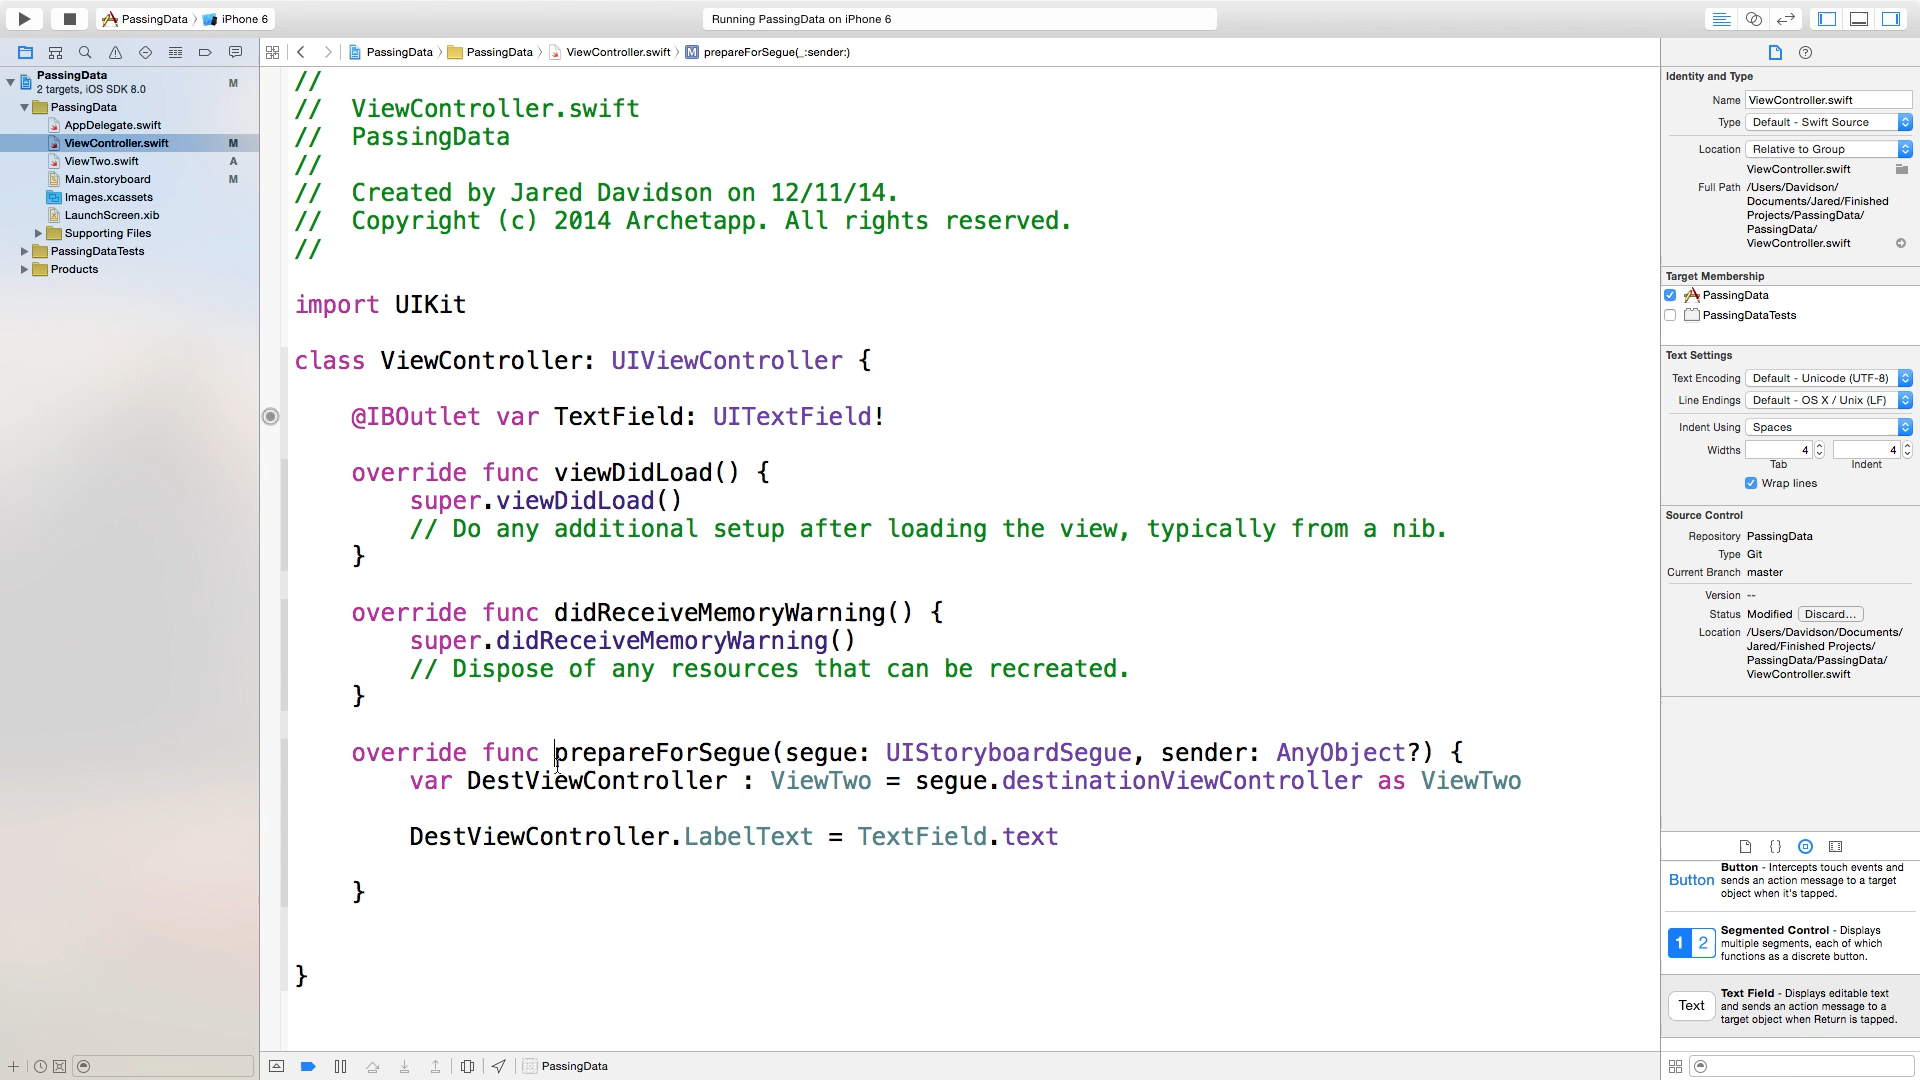 PassingData
iPhone 6
Running PassingData on iPhone 6
PassingData
PassingData
ViewController.swift
M
prepareForSegue(_:sender:)
PassingData
M
2 targets, iOS SDK 8.0
PassingData
AppDelegate.swift
ViewController.swift
M
ViewTwo.swift
A
Main.storyboard
M
Images.xcassets
LaunchScreen.xib
Supporting Files
PassingDataTests
Products
//
//  ViewController.swift
//  PassingData
//
//  Created by Jared Davidson on 12/11/14.
//  Copyright (c) 2014 Archetapp. All rights reserved.
//
import UIKit
class ViewController: UIViewController {
@IBOutlet var TextField: UITextField!
override func viewDidLoad() {
super.viewDidLoad()
// Do any additional setup after loading the view, typically from a nib.
}
override func didReceiveMemoryWarning() {
super.didReceiveMemoryWarning()
// Dispose of any resources that can be recreated.
}
override func prepareForSegue(segue: UIStoryboardSegue, sender: AnyObject?) {
var DestViewController : ViewTwo = segue.destinationViewController as ViewTwo
DestViewController.LabelText = TextField.text
}
}
PassingData
Identity and Type
Name ViewController.swift
Type Default - Swift Source
Location Relative to Group
ViewController.swift
Full Path /Users/Davidson/
Documents/Jared/Finished
Projects/PassingData/
PassingData/
ViewController.swift
Target Membership
PassingData
PassingDataTests
Text Settings
Text Encoding Default - Unicode (UTF-8)
Line Endings Default - OS X / Unix (LF)
Indent Using Spaces
Widths 4 4
Tab Indent
Wrap lines
Source Control
Repository PassingData
Type Git
Current Branch master
Version --
Status Modified Discard...
Location /Users/Davidson/Documents/
Jared/Finished Projects/
PassingData/PassingData/
ViewController.swift
{}
Button
Button - Intercepts touch events and
sends an action message to a target
object when it's tapped.
1 2
Segmented Control - Displays
multiple segments, each of which
functions as a discrete button.
Text
Text Field - Displays editable text
and sends an action message to a
target object when Return is tapped.